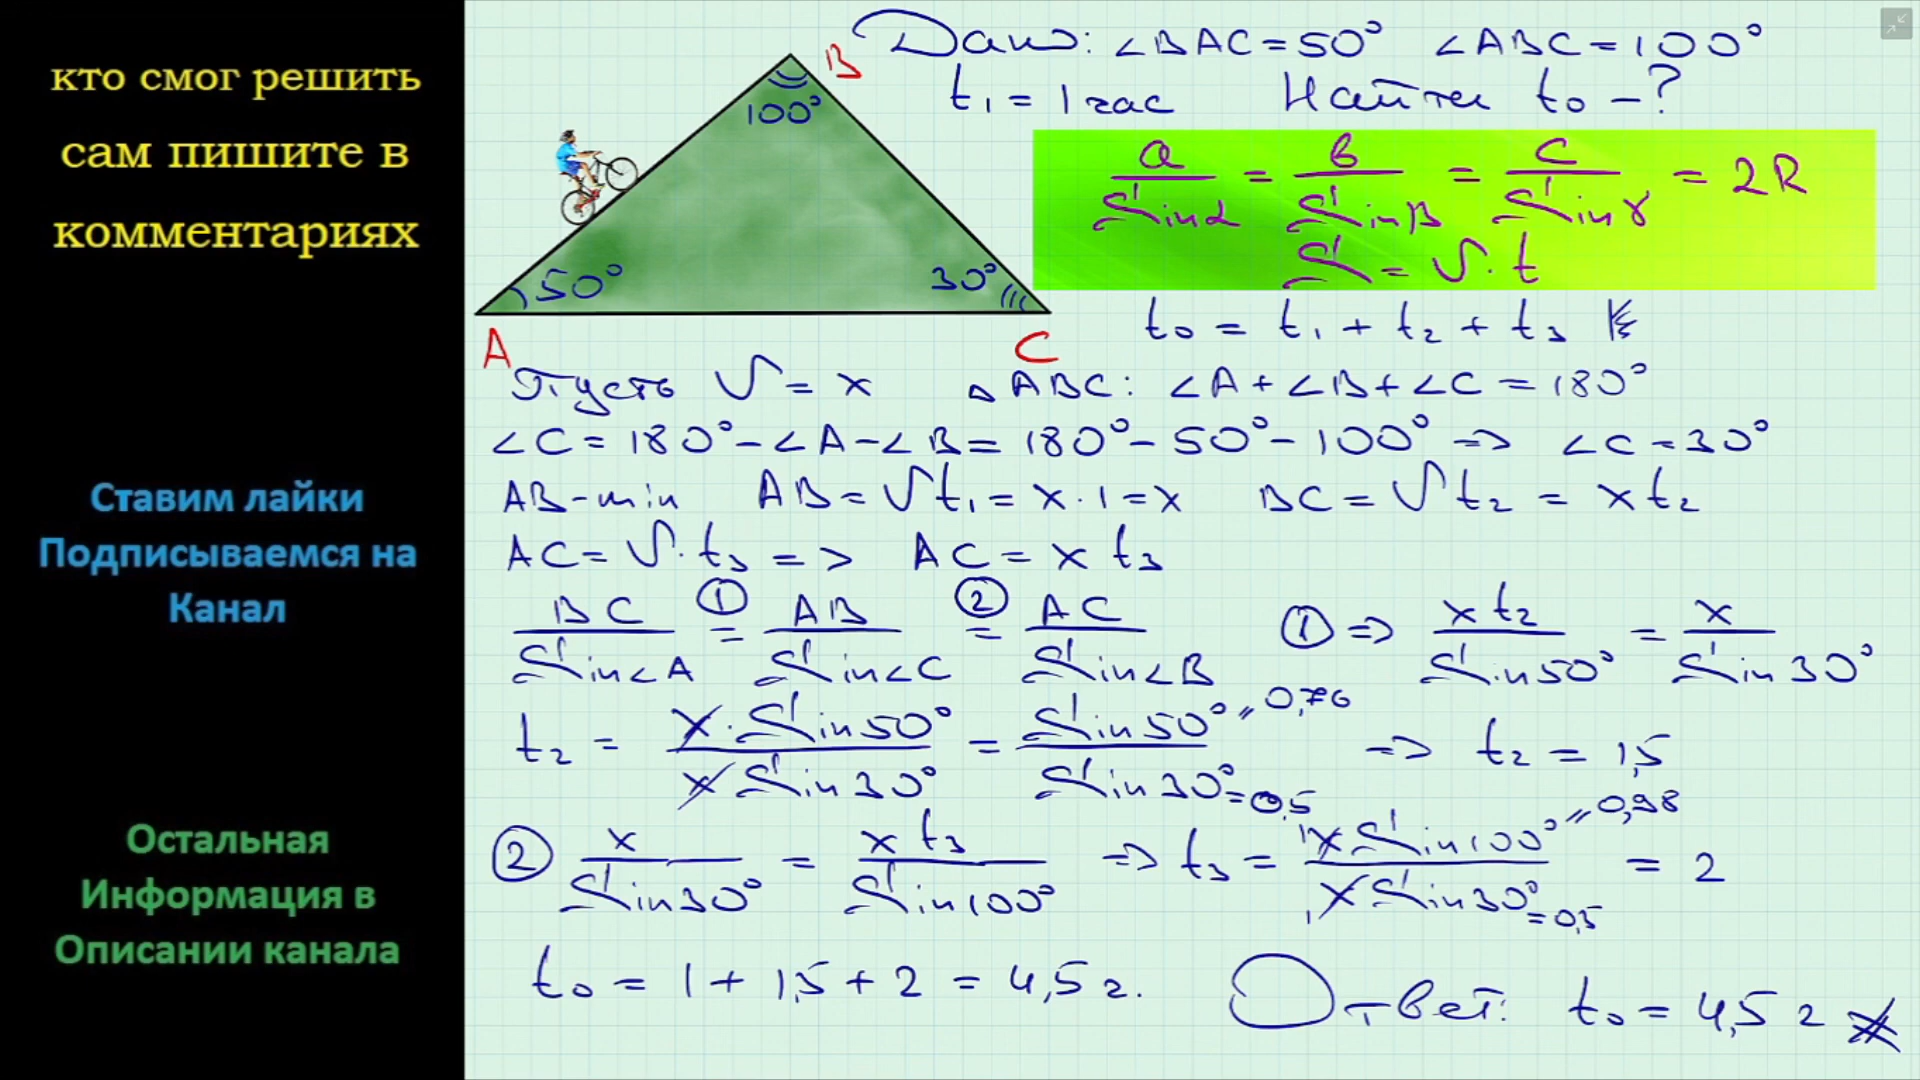 кто смог решить
сам пишите в
комментариях
Ставим лайки
Подписываемся на
Канал
Остальная
Информация в
Описании канала
Дано: ∠BAC = 50° ∠ABC = 100°
t₁ = 1 час Найти t₀ - ?
B
100°
50°
30°
A
C
a/Sinα = b/Sinβ = c/Sinγ = 2R
S = V · t
t₀ = t₁ + t₂ + t₃
Пусть V = x △ABC: ∠A + ∠B + ∠C = 180°
∠C = 180° - ∠A - ∠B = 180° - 50° - 100° => ∠C = 30°
AB - min AB = Vt₁ = x · 1 = x BC = Vt₂ = xt₂
AC = V · t₃ => AC = x t₃
BC/Sin∠A ①= AB/Sin∠C ②= AC/Sin∠B ① => x t₂/Sin50° = x/Sin30°
t₂ = x · Sin50°/x Sin30° = Sin50° = 0,76/Sin30° = 0,5 => t₂ = 1,5
② x/Sin30° = x t₃/Sin100° => t₃ = x Sin100° = 0,98/x Sin30° = 0,5 = 2
t₀ = 1 + 1,5 + 2 = 4,5 г.
Ответ: t₀ = 4,5 г